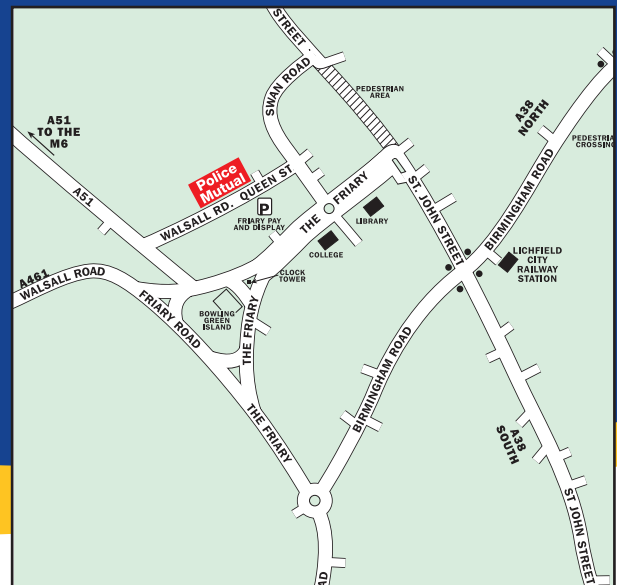 STREET
SWAN ROAD
PEDESTRIAN
AREA
A38
NORTH
A51
TO THE
M6
PEDESTRIA
CROSSING
Police
Mutual
A51
WALSALL RD.
QUEEN ST
P
FRIARY PAY
AND DISPLAY
THE FRIARY
LIBRARY
COLLEGE
ST. JOHN STREET
BIRMINGHAM ROAD
LICHFIELD
CITY
RAILWAY
STATION
A461
WALSALL ROAD
CLOCK
TOWER
FRIARY ROAD
BOWLING
GREEN
ISLAND
THE FRIARY
BIRMINGHAM ROAD
THE FRIARY
A38
SOUTH
ST JOHN STREET
AD